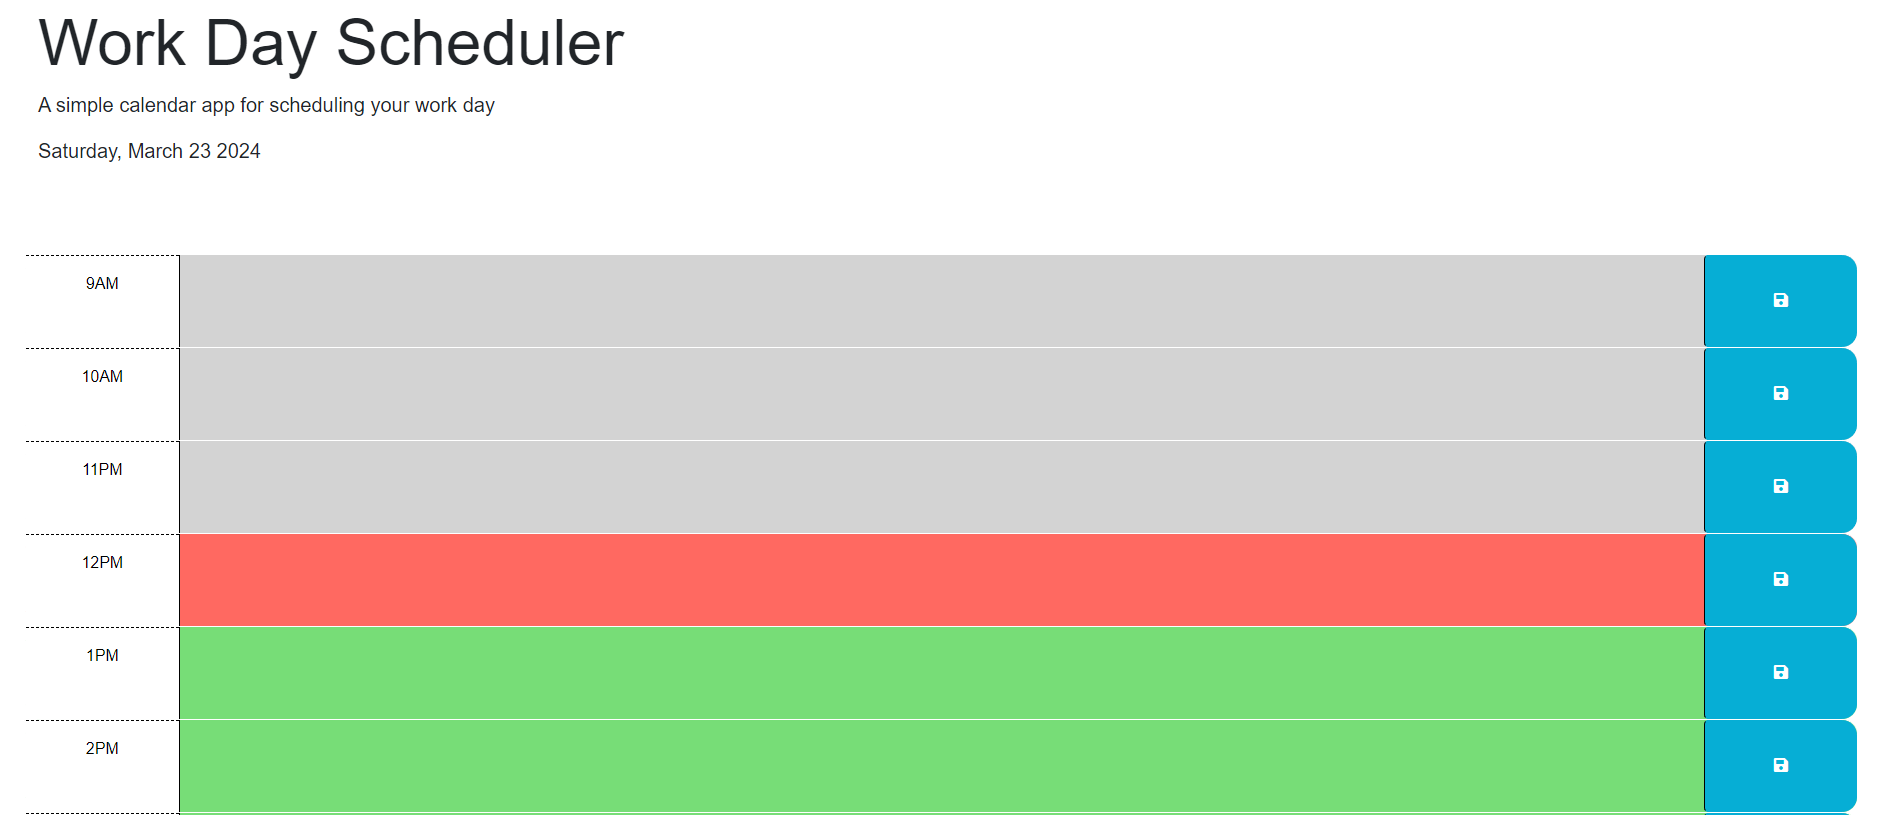 Work Day Scheduler
A simple calendar app for scheduling your work day
Saturday, March 23 2024
9AM
10AM
11PM
12PM
1PM
2PM